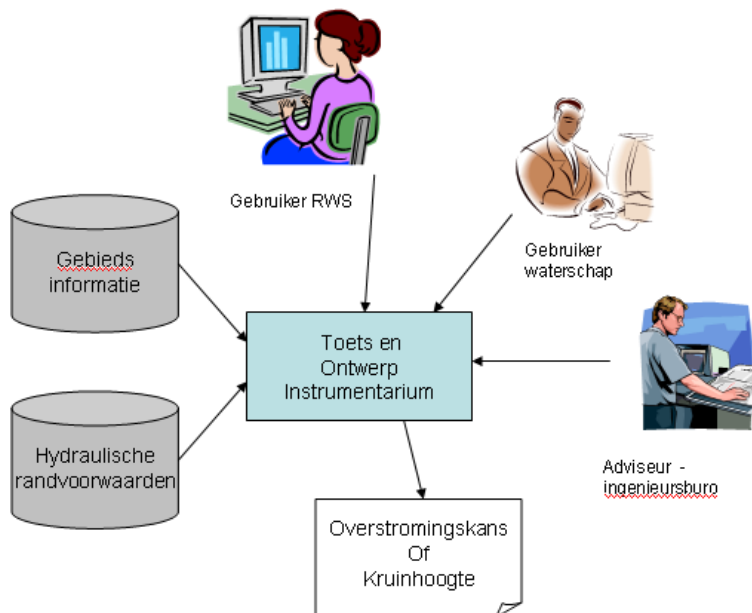 Gebruiker RWS
Gebruiker
waterschap
Gebieds
informatie
Toets en
Ontwerp
Instrumentarium
Hydraulische
randvoorwaarden
Adviseur -
ingenieursburo
Overstromingskans
Of
Kruinhoogte